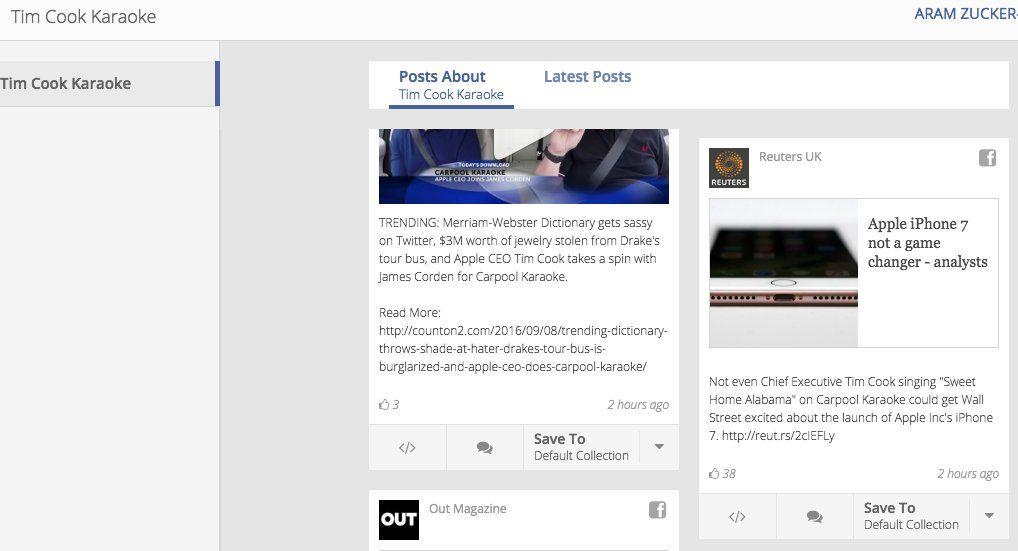 Tim Cook Karaoke
ARAM ZUCKER-
Tim Cook Karaoke
Posts About
Tim Cook Karaoke
Latest Posts
TODAY'S DOWNLOAD
CARPOOL KARAOKE
APPLE CEO JOINS JAMES CORDEN
TRENDING: Merriam-Webster Dictionary gets sassy
on Twitter, $3M worth of jewelry stolen from Drake's
tour bus, and Apple CEO Tim Cook takes a spin with
James Corden for Carpool Karaoke.
Read More:
http://counton2.com/2016/09/08/trending-dictionary-
throws-shade-at-hater-drakes-tour-bus-is-
burglarized-and-apple-ceo-does-carpool-karaoke/
3
2 hours ago
Save To
Default Collection
OUT
Out Magazine
REUTERS
Reuters UK
Apple iPhone 7
not a game
changer - analysts
Not even Chief Executive Tim Cook singing "Sweet
Home Alabama" on Carpool Karaoke could get Wall
Street excited about the launch of Apple Inc's iPhone
7. http://reut.rs/2cIEFLy
38
2 hours ago
Save To
Default Collection